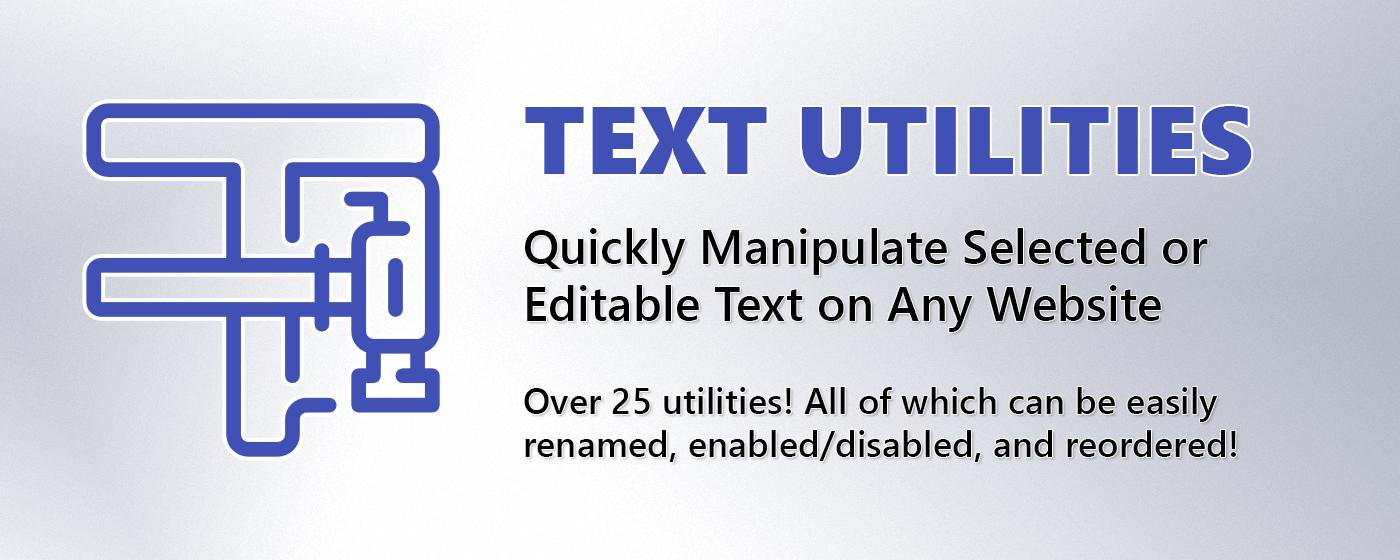 TEXT UTILITIES
Quickly Manipulate Selected or
Editable Text on Any Website
Over 25 utilities! All of which can be easily
renamed, enabled/disabled, and reordered!